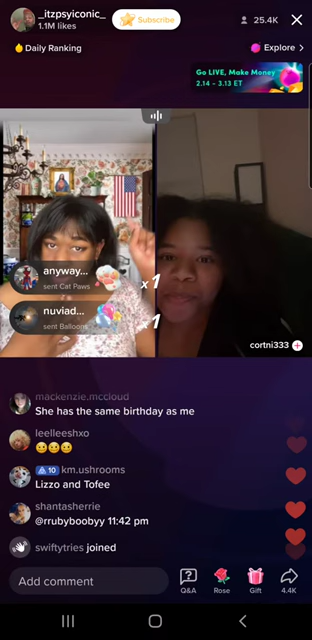 _itzpsyiconic_
1.1M likes
Subscribe
25.4K
Daily Ranking
Explore >
Go LIVE, Make Money
2.14 - 3.13 ET
anyway...
sent Cat Paws
x1
nuviad...
sent Balloon
x1
cortni333
mackenzie.mccloud
She has the same birthday as me
leelleeshxo
😆😆😆
10 km.ushrooms
Lizzo and Tofee
shantasherrie
@rrubyboobyy 11:42 pm
swiftytries joined
Add comment
Q&A
Rose
Gift
4.4K